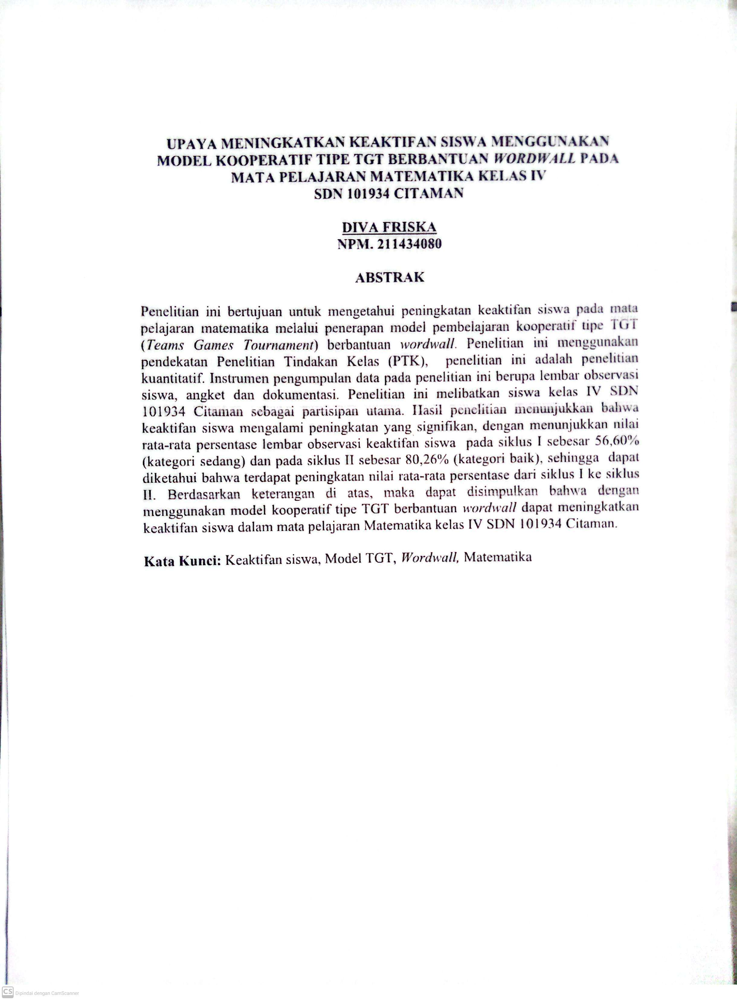 UPAYA MENINGKATKAN KEAKTIFAN SISWA MENGGUNAKAN
MODEL KOOPERATIF TIPE TGT BERBANTUAN WORDWALL PADA
MATA PELAJARAN MATEMATIKA KELAS IV
SDN 101934 CITAMAN
DIVA FRISKA
NPM. 211434080
ABSTRAK
Penelitian ini bertujuan untuk mengetahui peningkatan keaktifan siswa pada mata
pelajaran matematika melalui penerapan model pembelajaran kooperatif tipe TGT
(Teams Games Tournament) berbantuan wordwall. Penelitian ini menggunakan
pendekatan Penelitian Tindakan Kelas (PTK), penelitian ini adalah penelitian
kuantitatif. Instrumen pengumpulan data pada penelitian ini berupa lembar observasi
siswa, angket dan dokumentasi. Penelitian ini melibatkan siswa kelas IV SDN
101934 Citaman sebagai partisipan utama. Hasil penelitian menunjukkan bahwa
keaktifan siswa mengalami peningkatan yang signifikan, dengan menunjukkan nilai
rata-rata persentase lembar observasi keaktifan siswa pada siklus I sebesar 56,60%
(kategori sedang) dan pada siklus II sebesar 80,26% (kategori baik), sehingga dapat
diketahui bahwa terdapat peningkatan nilai rata-rata persentase dari siklus I ke siklus
II. Berdasarkan keterangan di atas, maka dapat disimpulkan bahwa dengan
menggunakan model kooperatif tipe TGT berbantuan wordwall dapat meningkatkan
keaktifan siswa dalam mata pelajaran Matematika kelas IV SDN 101934 Citaman.
Kata Kunci: Keaktifan siswa, Model TGT, Wordwall, Matematika
CS Dipindai dengan CamScanner